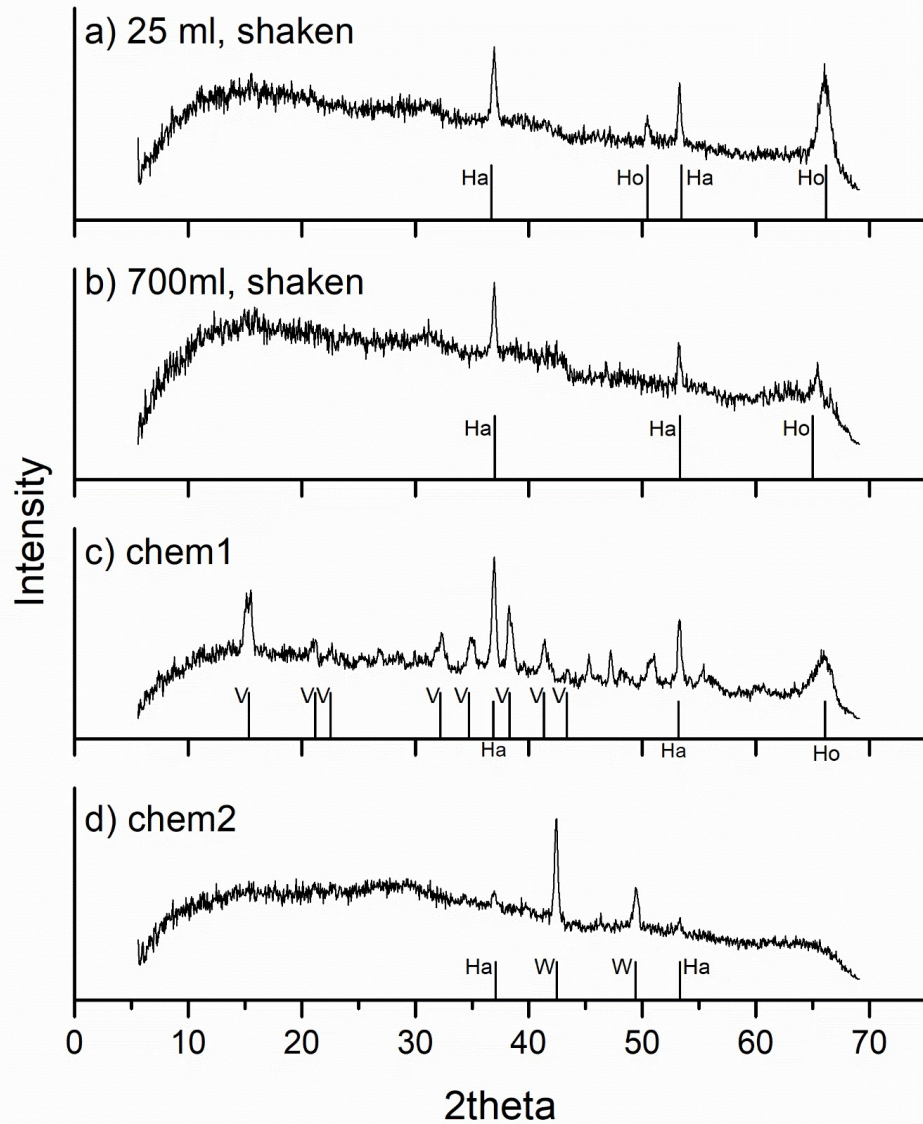 a) 25 ml, shaken
Ha Ho Ha Ho
b) 700ml, shaken
Ha Ha Ho
Intensity
c) chem1
V V V V V V V V
Ha Ha Ho
d) chem2
Ha W W Ha
0 10 20 30 40 50 60 70
2theta